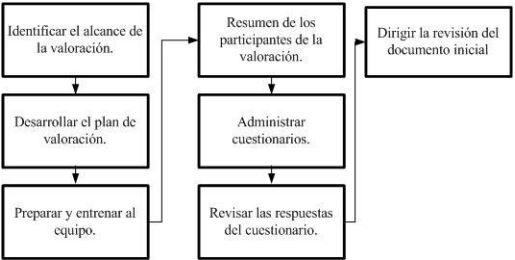 Identificar el alcance de
la valoración.
Desarrollar el plan de
valoración.
Preparar y entrenar al
equipo.
Resumen de los
participantes de la
valoración.
Administrar
cuestionarios.
Revisar las respuestas
del cuestionario.
Dirigir la revisión del
documento inicial